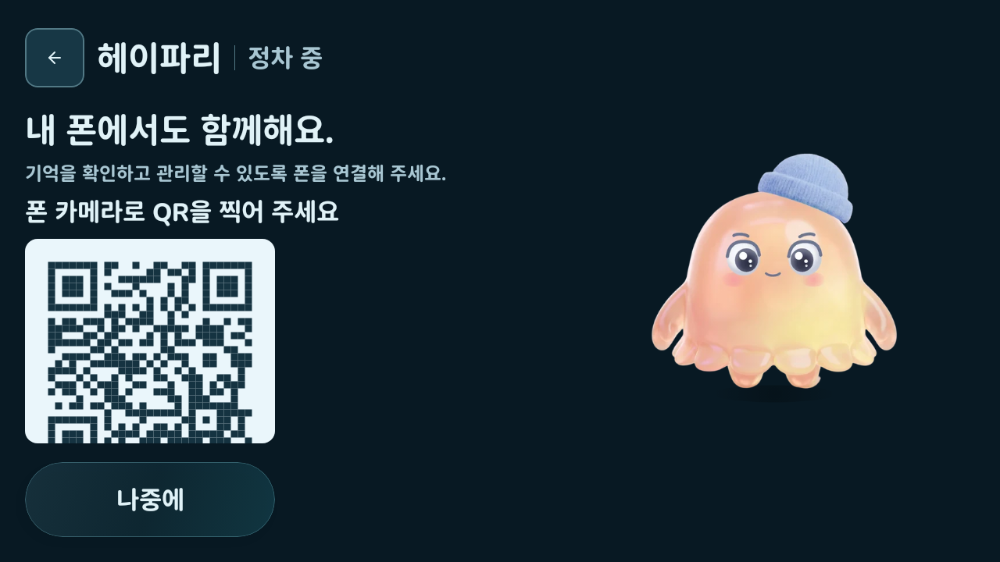 헤이파리
정차 중
내 폰에서도 함께해요.
기억을 확인하고 관리할 수 있도록 폰을 연결해 주세요.
폰 카메라로 QR을 찍어 주세요
나중에